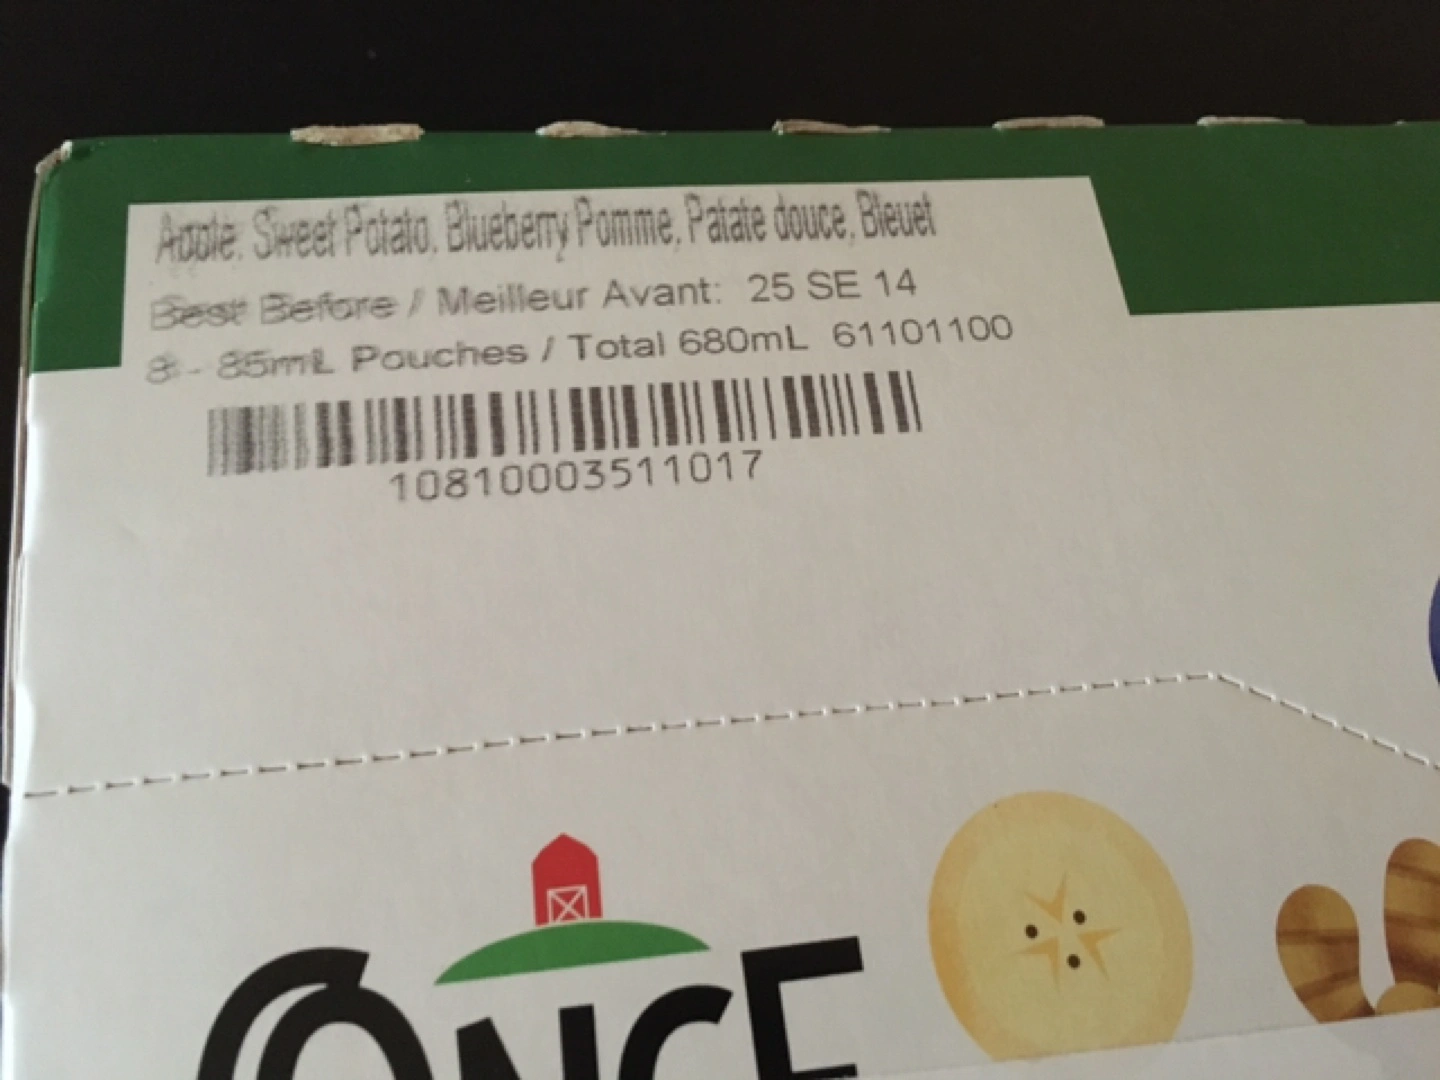 Apple, Sweet Potato, Blueberry Pomme, Patate douce, Bleuet
Best Before / Meilleur Avant: 25 SE 14
8 - 85mL Pouches / Total 680mL 61101100
10810003511017
ONCE